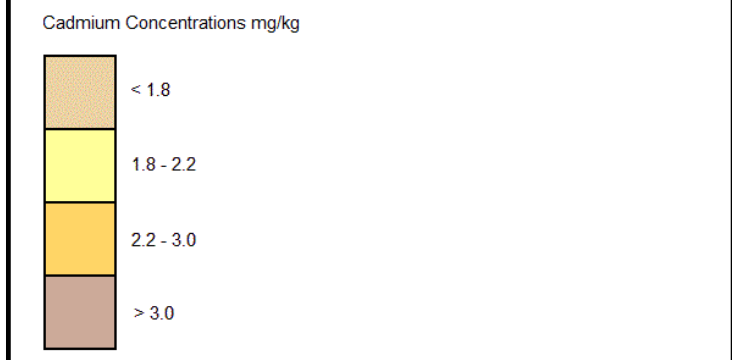 Cadmium Concentrations mg/kg
< 1.8
1.8 - 2.2
2.2 - 3.0
> 3.0